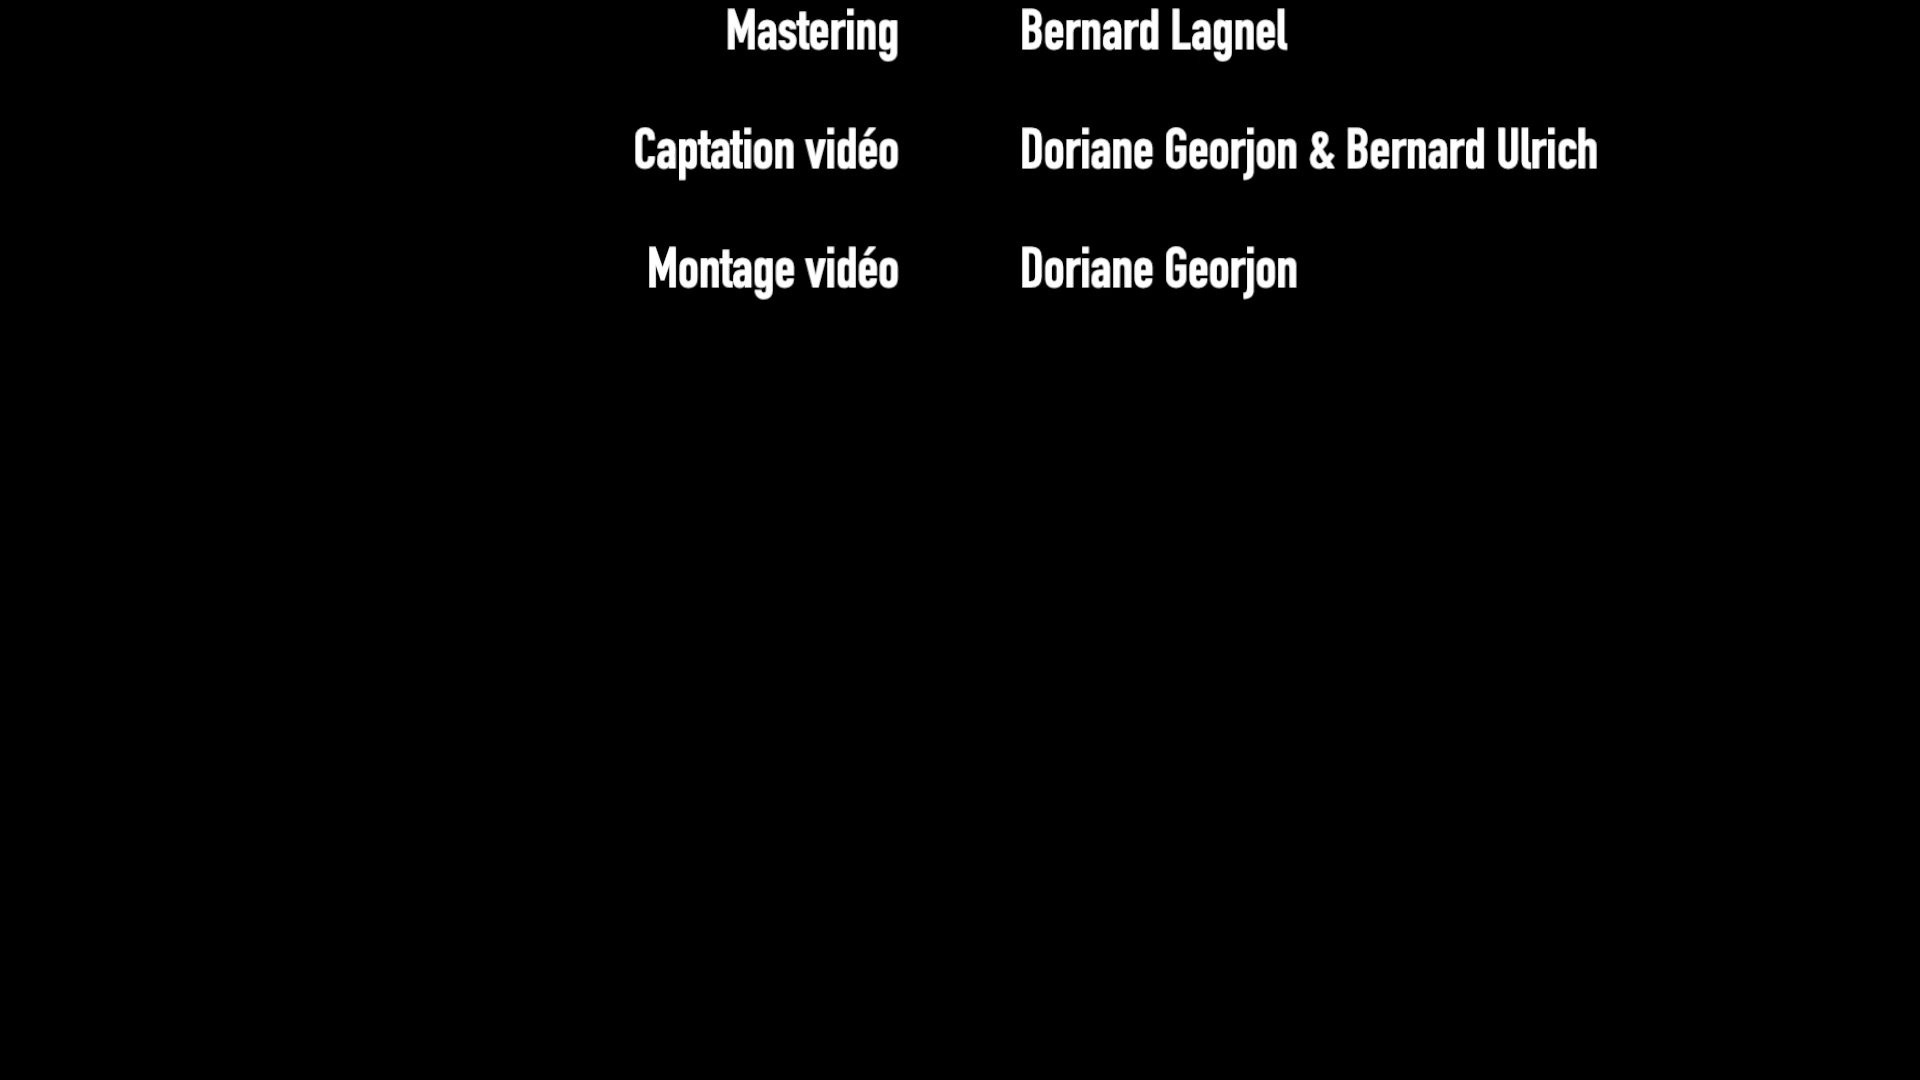 Mastering Bernard Lagnel
Captation vidéo Doriane Georjon & Bernard Ulrich
Montage vidéo Doriane Georjon